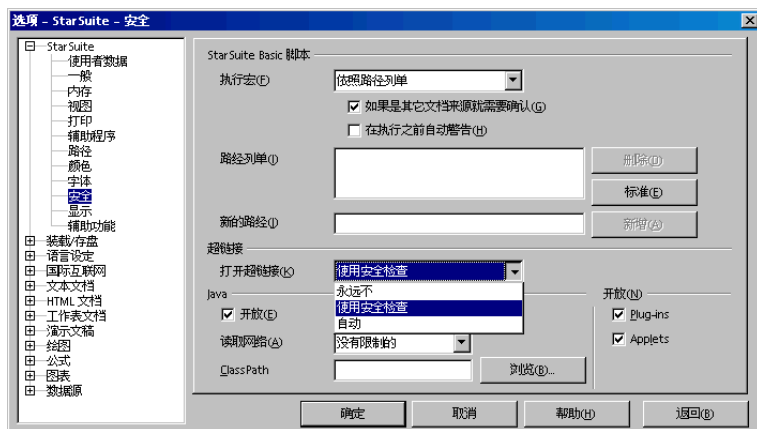 选项 - StarSuite - 安全
StarSuite
使用者数据
一般
内存
视图
打印
辅助程序
路径
颜色
字体
安全
显示
辅助功能
装载/存盘
语言设定
国际互联网
文本文档
HTML 文档
工作表文档
演示文稿
绘图
公式
图表
数据源
StarSuite Basic 脚本
执行宏(F)
依照路径列单
如果是其它文档来源就需要确认(G)
在执行之前自动警告(H)
路经列单(I)
删除(D)
标准(E)
新的路经(I)
新增(A)
超链接
打开超链接(K)
使用安全检查
永远不
使用安全检查
自动
Java
开放(E)
读取网络(A)
没有限制的
ClassPath
浏览(B)...
开放(N)
Plug-ins
Applets
确定
取消
帮助(H)
返回(B)